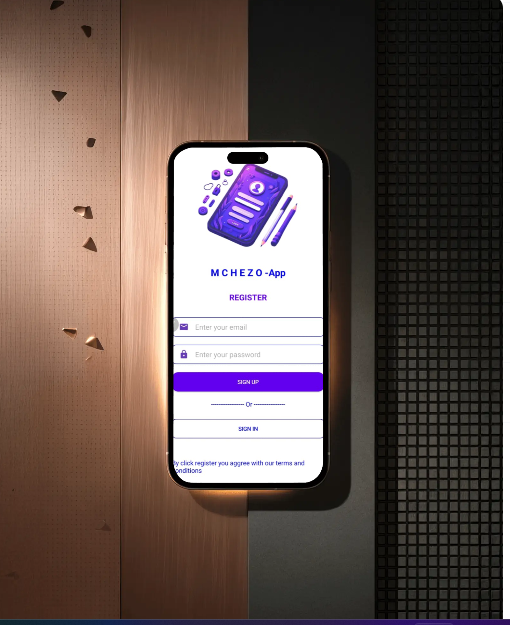 M C H E Z O -App
REGISTER
Enter your email
Enter your password
SIGN UP
---------------- Or ---------------
SIGN IN
By click register you aggree with our terms and
conditions